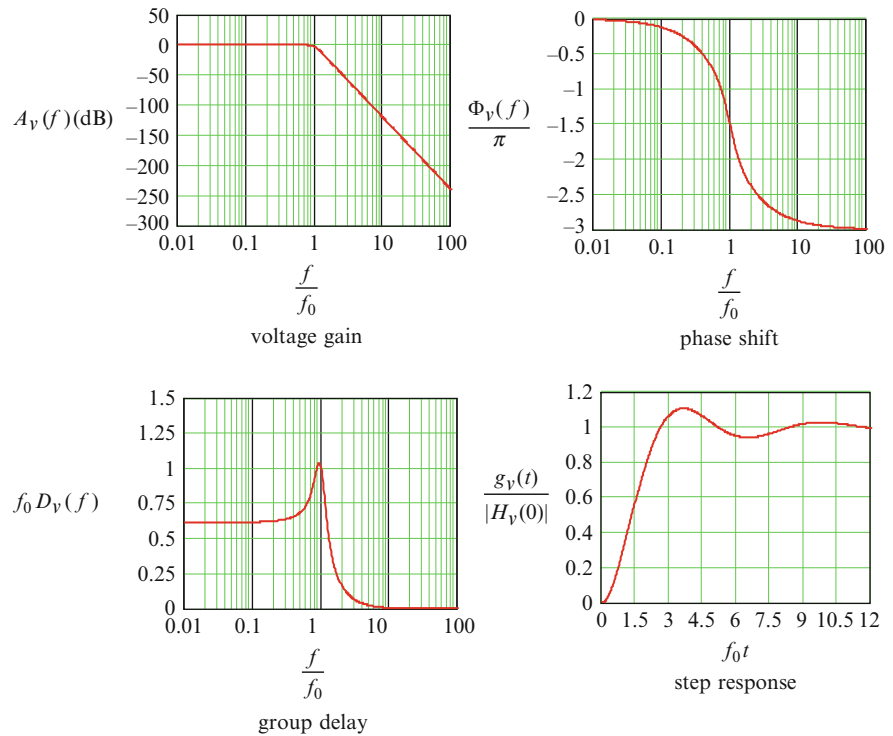 50
0
−50
−100
−150
−200
−250
−300
A_v(f)(dB)
0.01 0.1 1 10 100
f
f_0
voltage gain
0
−0.5
−1
−1.5
−2
−2.5
−3
Φ_v(f)
π
0.01 0.1 1 10 100
f
f_0
phase shift
1.5
1.25
1
0.75
0.5
0.25
0
f_0 D_v(f)
0.01 0.1 1 10 100
f
f_0
group delay
1.2
1
0.8
0.6
0.4
0.2
0
g_v(t)
|H_v(0)|
0 1.5 3 4.5 6 7.5 9 10.5 12
f_0t
step response